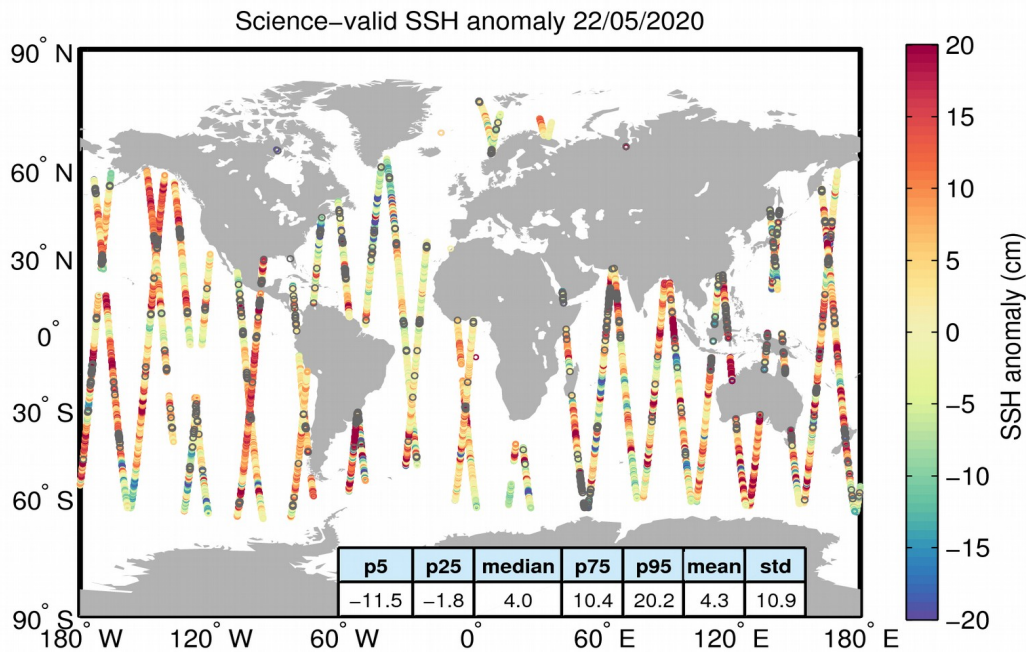 Science−valid SSH anomaly 22/05/2020
90° N
60° N
30° N
0°
30° S
60° S
90° S
180° W
120° W
60° W
0°
60° E
120° E
180° E
p5 p25 median p75 p95 mean std
−11.5 −1.8 4.0 10.4 20.2 4.3 10.9
20
15
10
5
0
−5
−10
−15
−20
SSH anomaly (cm)